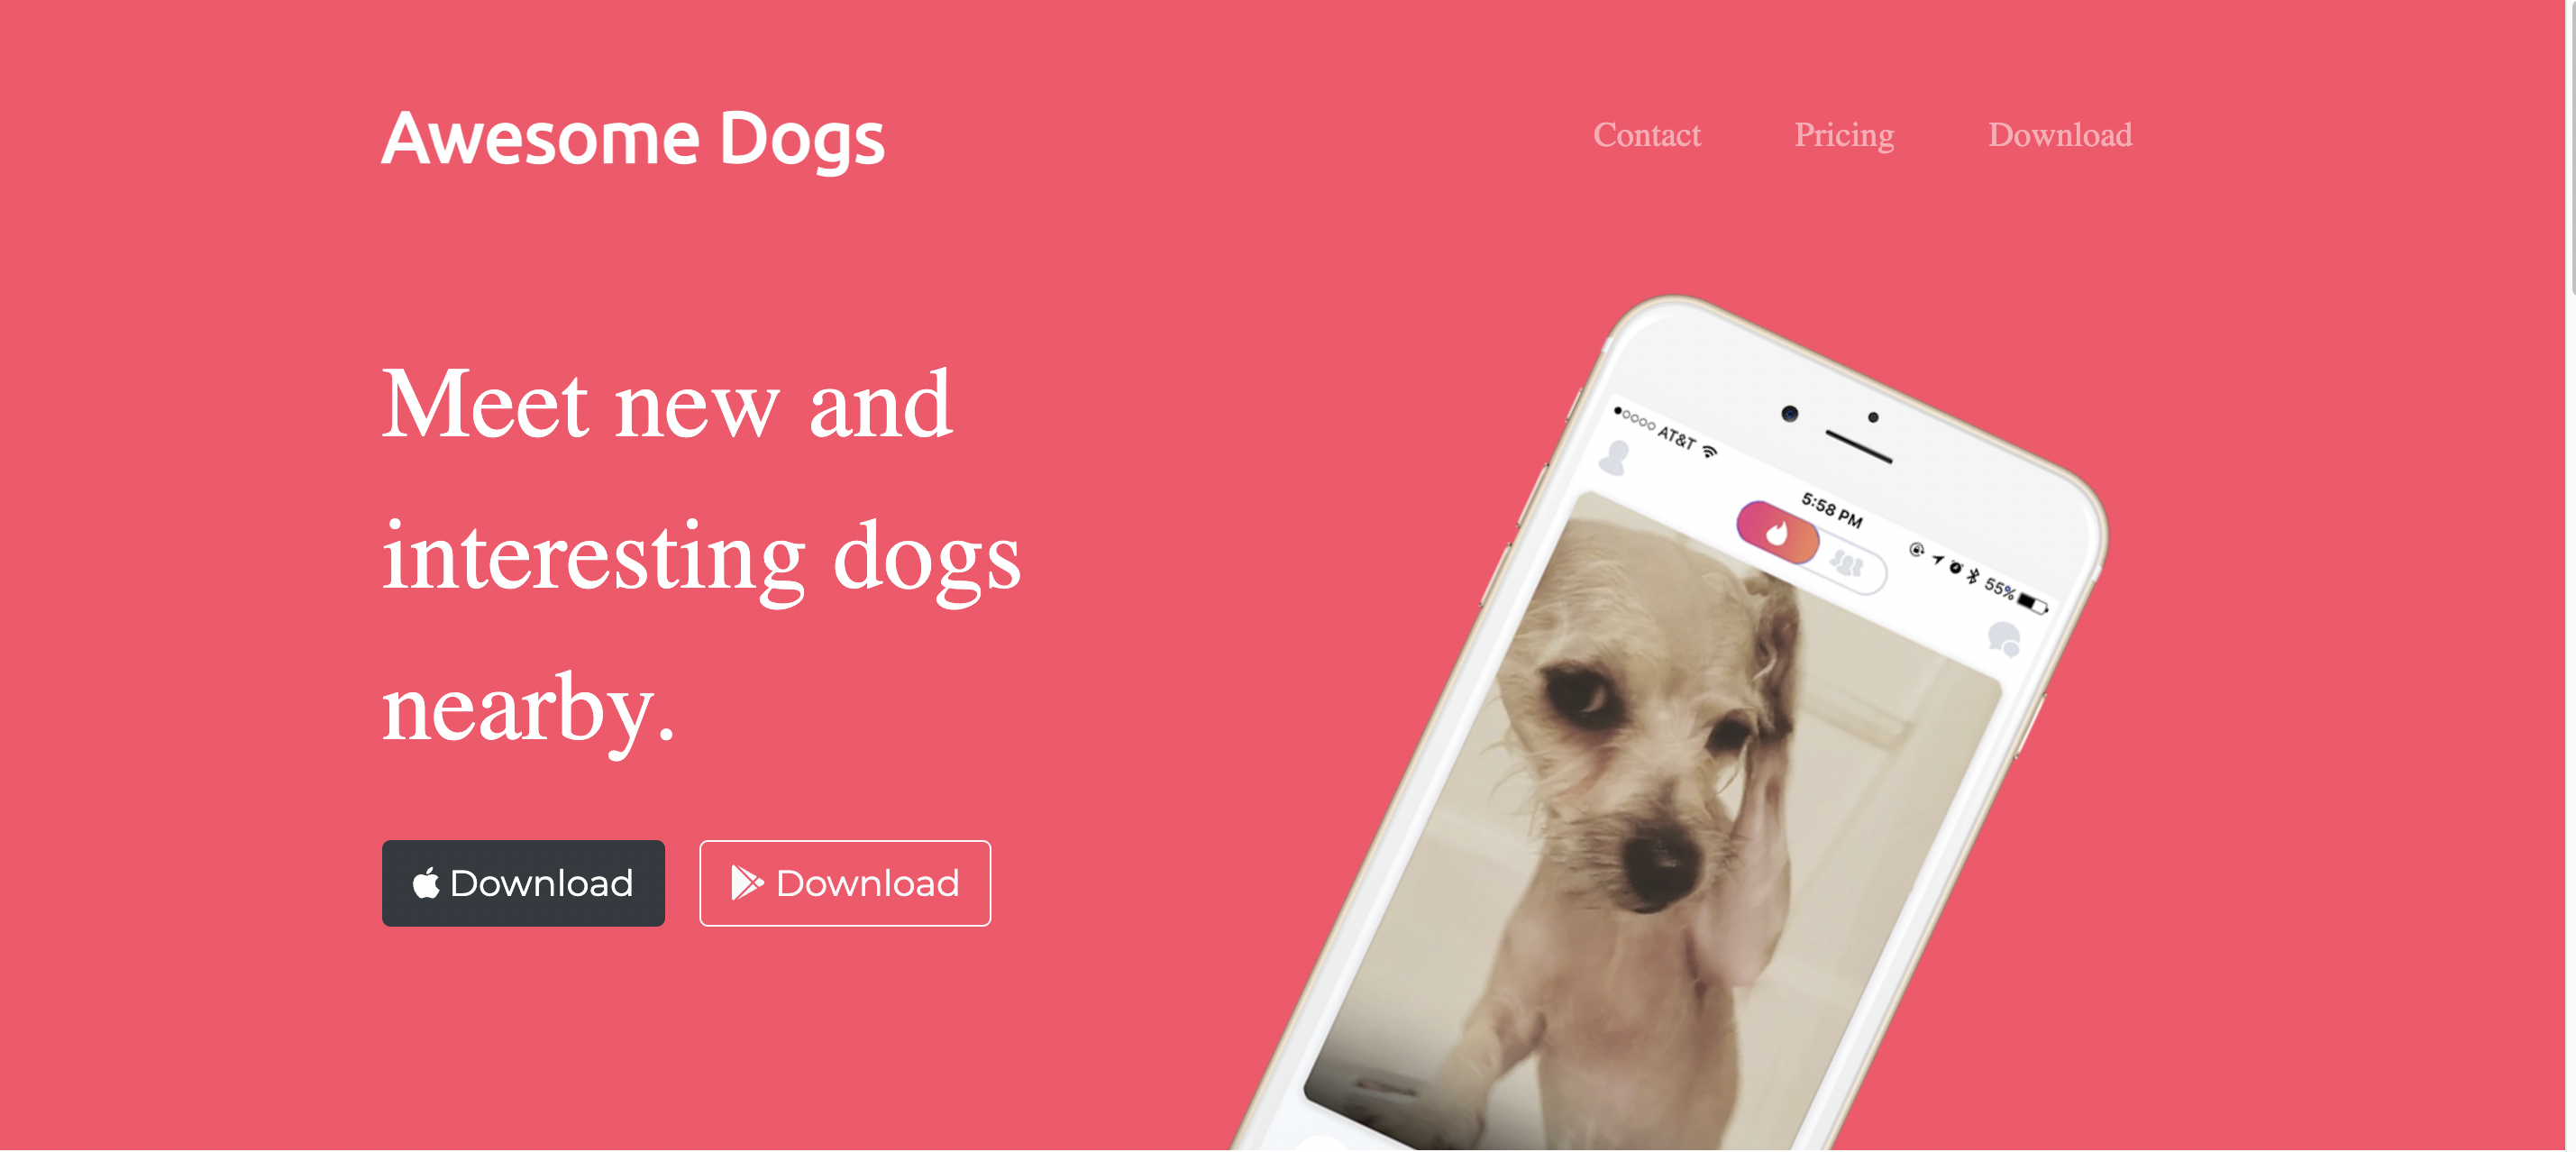 Awesome Dogs
Contact
Pricing
Download
Meet new and
interesting dogs
nearby.
Download
Download
AT&T
5:58 PM
55%